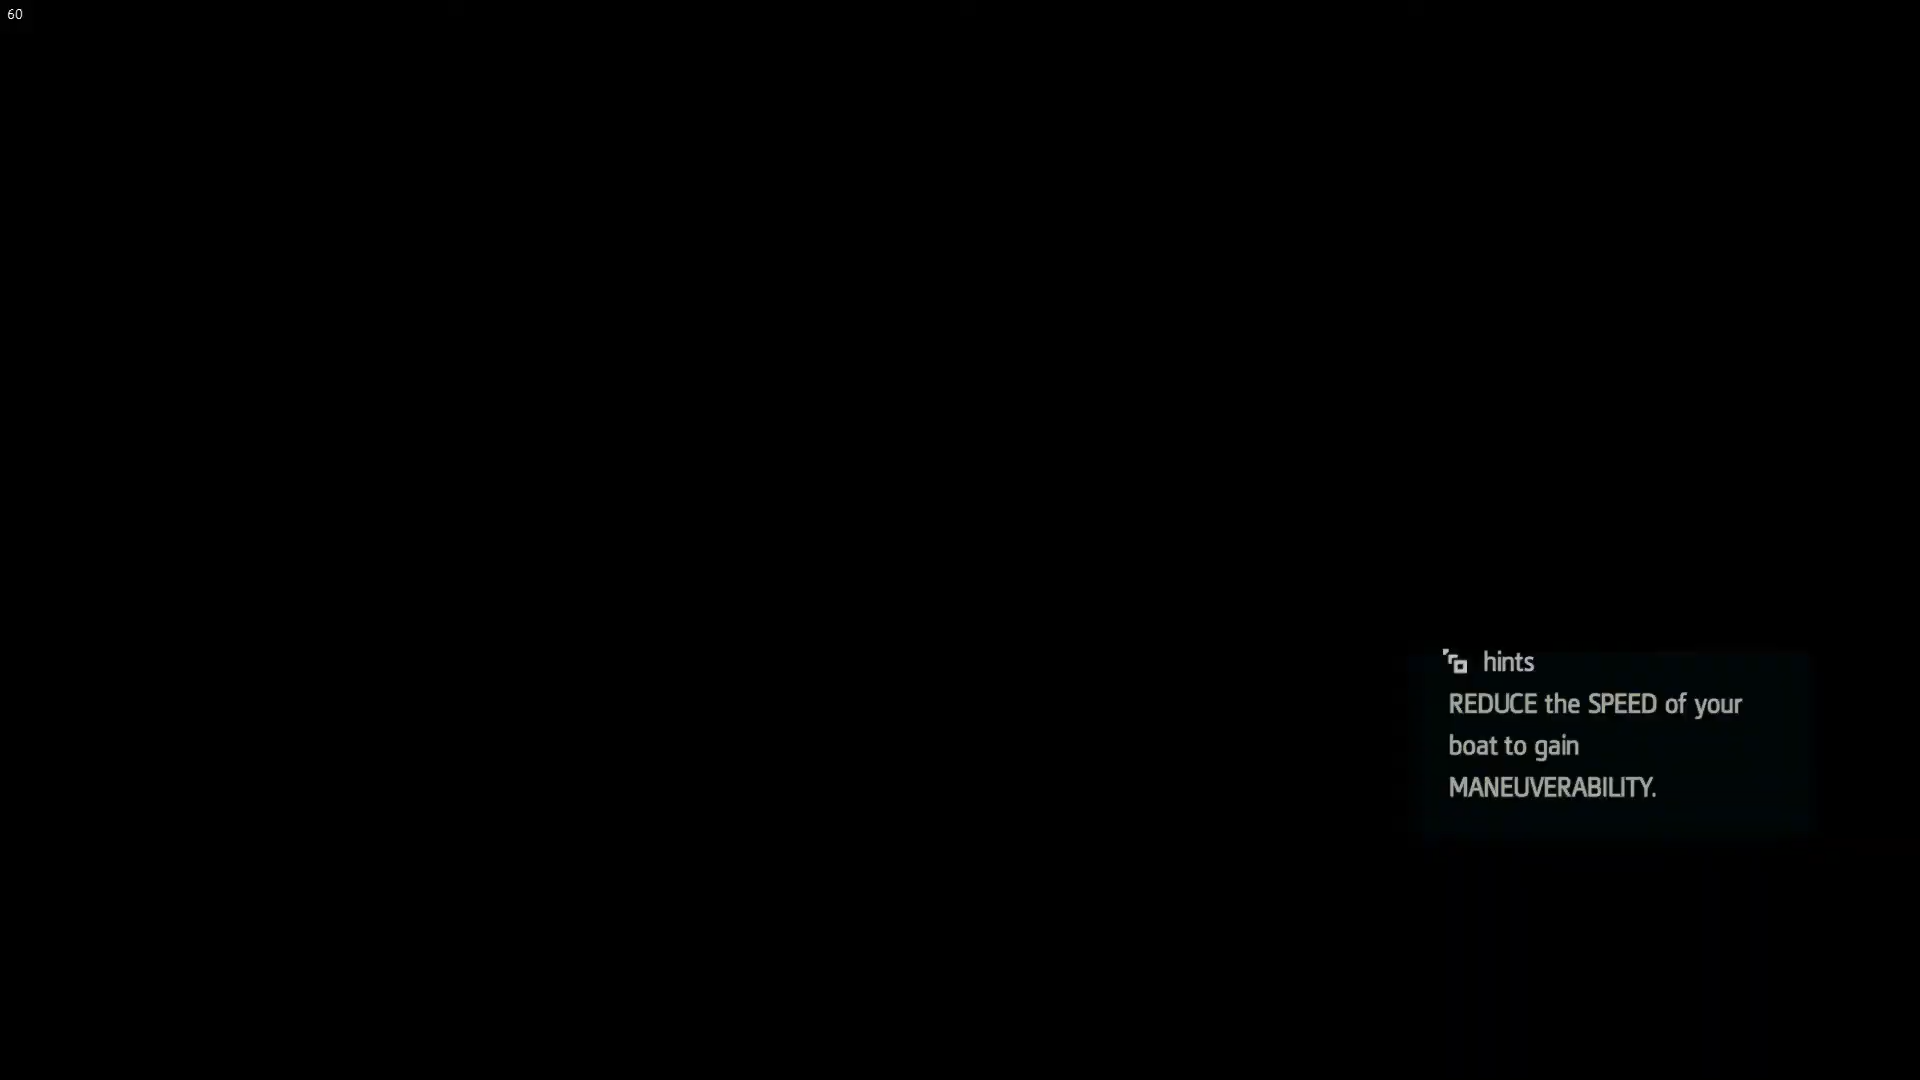 60
hints
REDUCE the SPEED of your
boat to gain
MANEUVERABILITY.